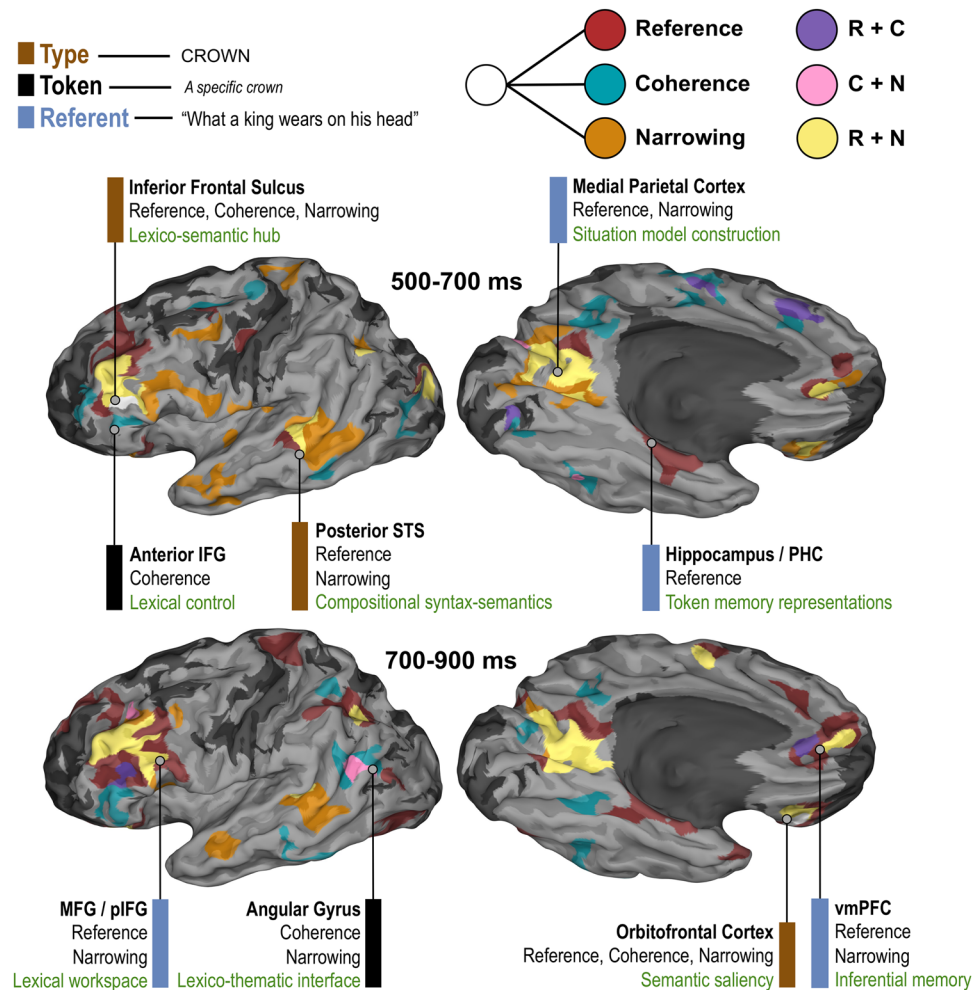 Type CROWN
Token A specific crown
Referent “What a king wears on his head”
Reference R + C
Coherence C + N
Narrowing R + N
Inferior Frontal Sulcus
Reference, Coherence, Narrowing
Lexico-semantic hub
Medial Parietal Cortex
Reference, Narrowing
Situation model construction
500-700 ms
Anterior IFG
Coherence
Lexical control
Posterior STS
Reference
Narrowing
Compositional syntax-semantics
Hippocampus / PHC
Reference
Token memory representations
700-900 ms
MFG / pIFG
Reference
Narrowing
Lexical workspace
Angular Gyrus
Coherence
Narrowing
Lexico-thematic interface
Orbitofrontal Cortex
Reference, Coherence, Narrowing
Semantic saliency
vmPFC
Reference
Narrowing
Inferential memory